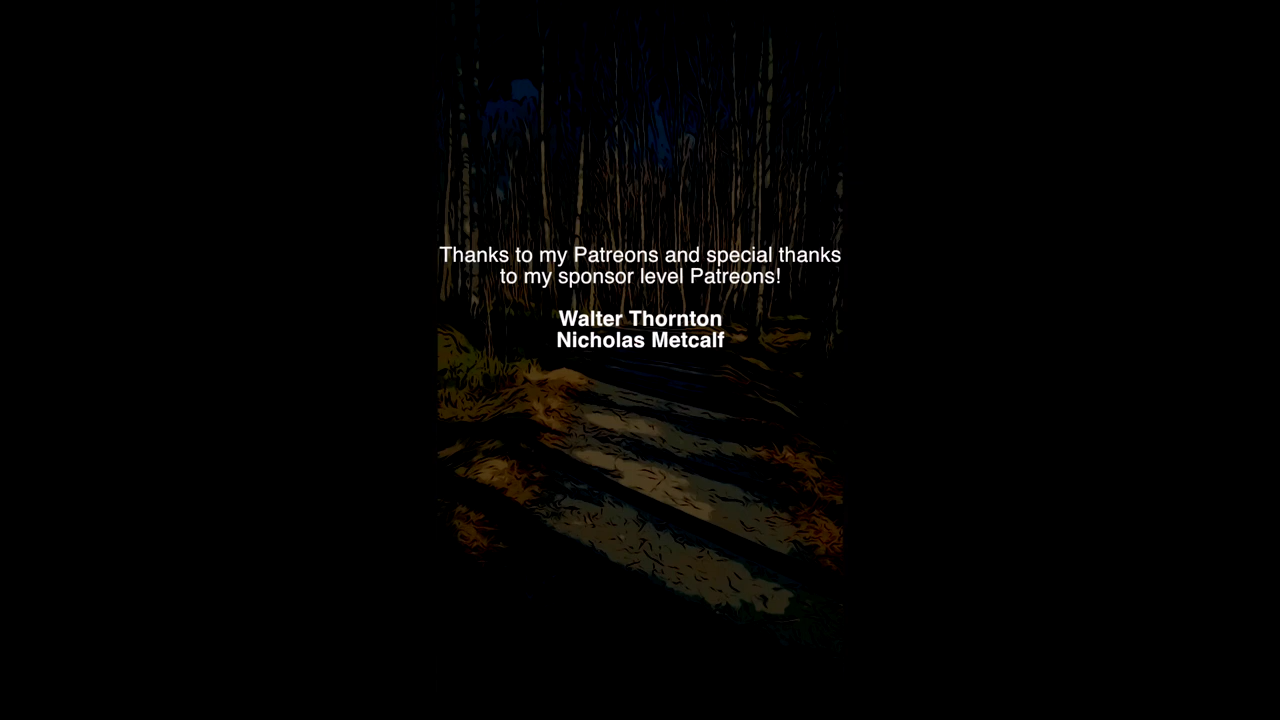 Thanks to my Patreons and special thanks
to my sponsor level Patreons!
Walter Thornton
Nicholas Metcalf